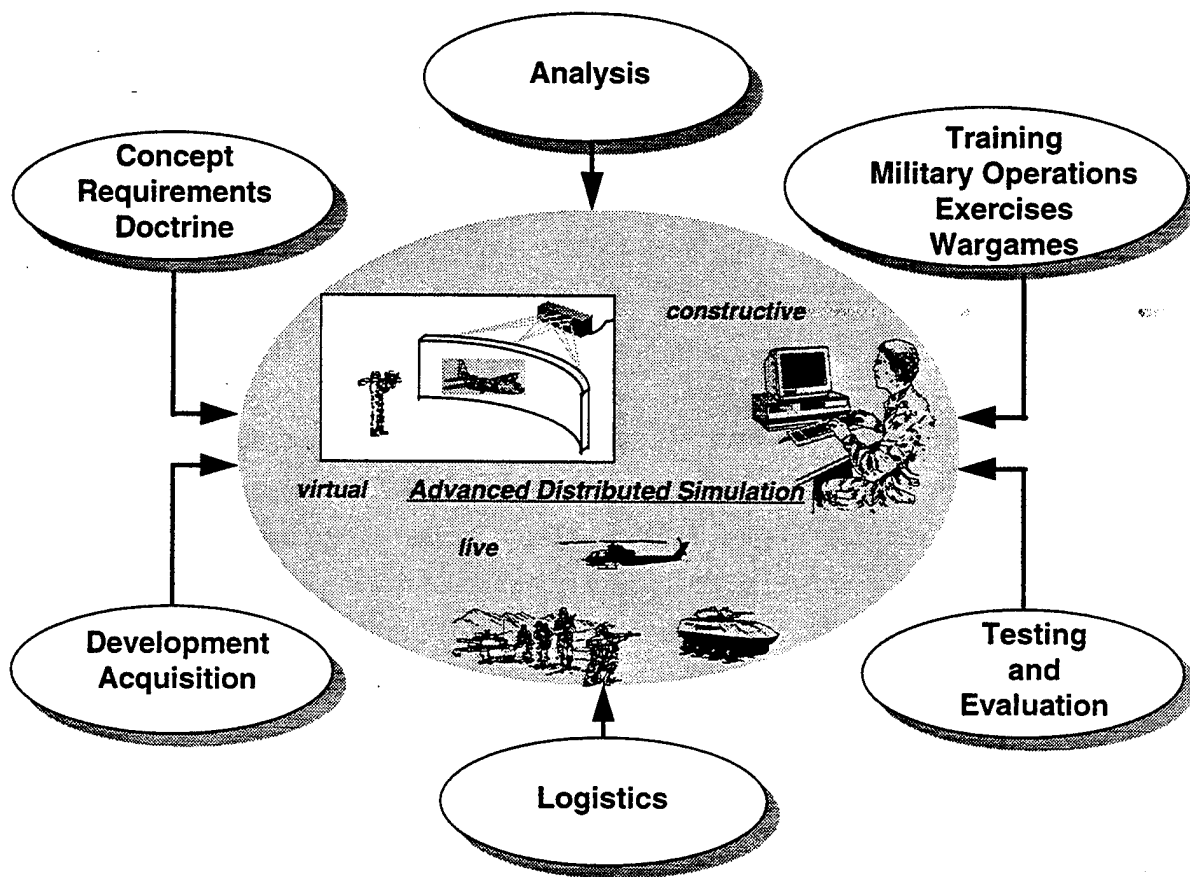 Analysis
Concept
Requirements
Doctrine
Training
Military Operations
Exercises
Wargames
constructive
virtual
Advanced Distributed Simulation
live
Development
Acquisition
Testing
and
Evaluation
Logistics